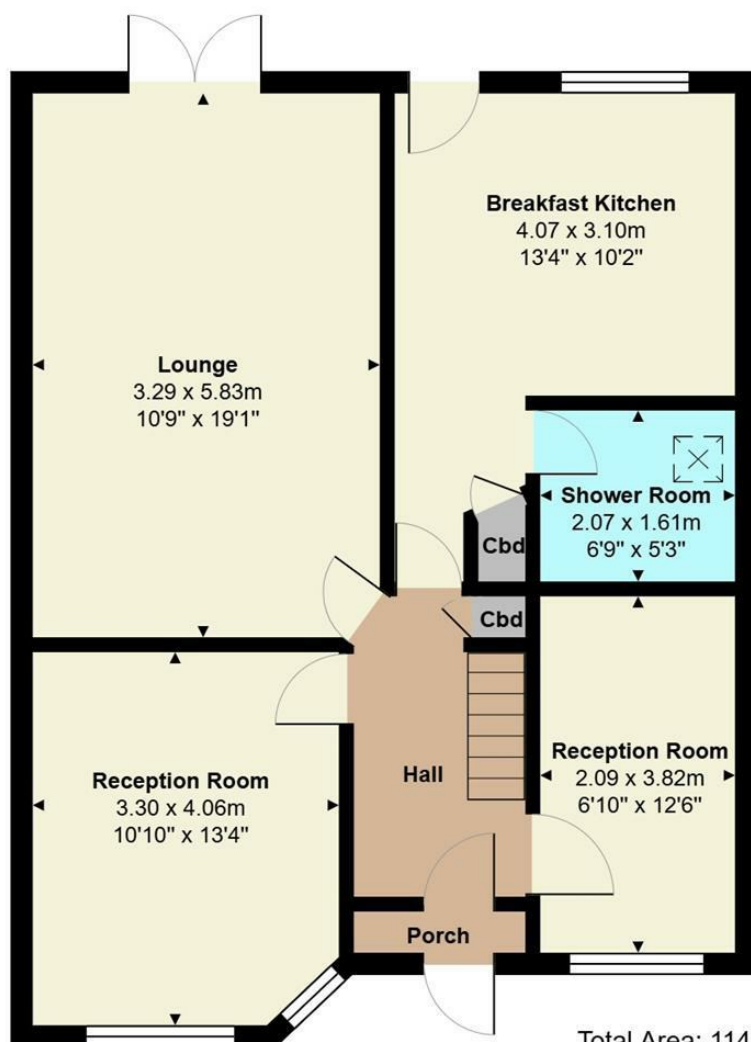 Breakfast Kitchen
4.07 x 3.10m
13'4" x 10'2"
Lounge
3.29 x 5.83m
10'9" x 19'1"
Shower Room
2.07 x 1.61m
6'9" x 5'3"
Cbd
Cbd
Reception Room
3.30 x 4.06m
10'10" x 13'4"
Hall
Reception Room
2.09 x 3.82m
6'10" x 12'6"
Porch
Total Area: 114